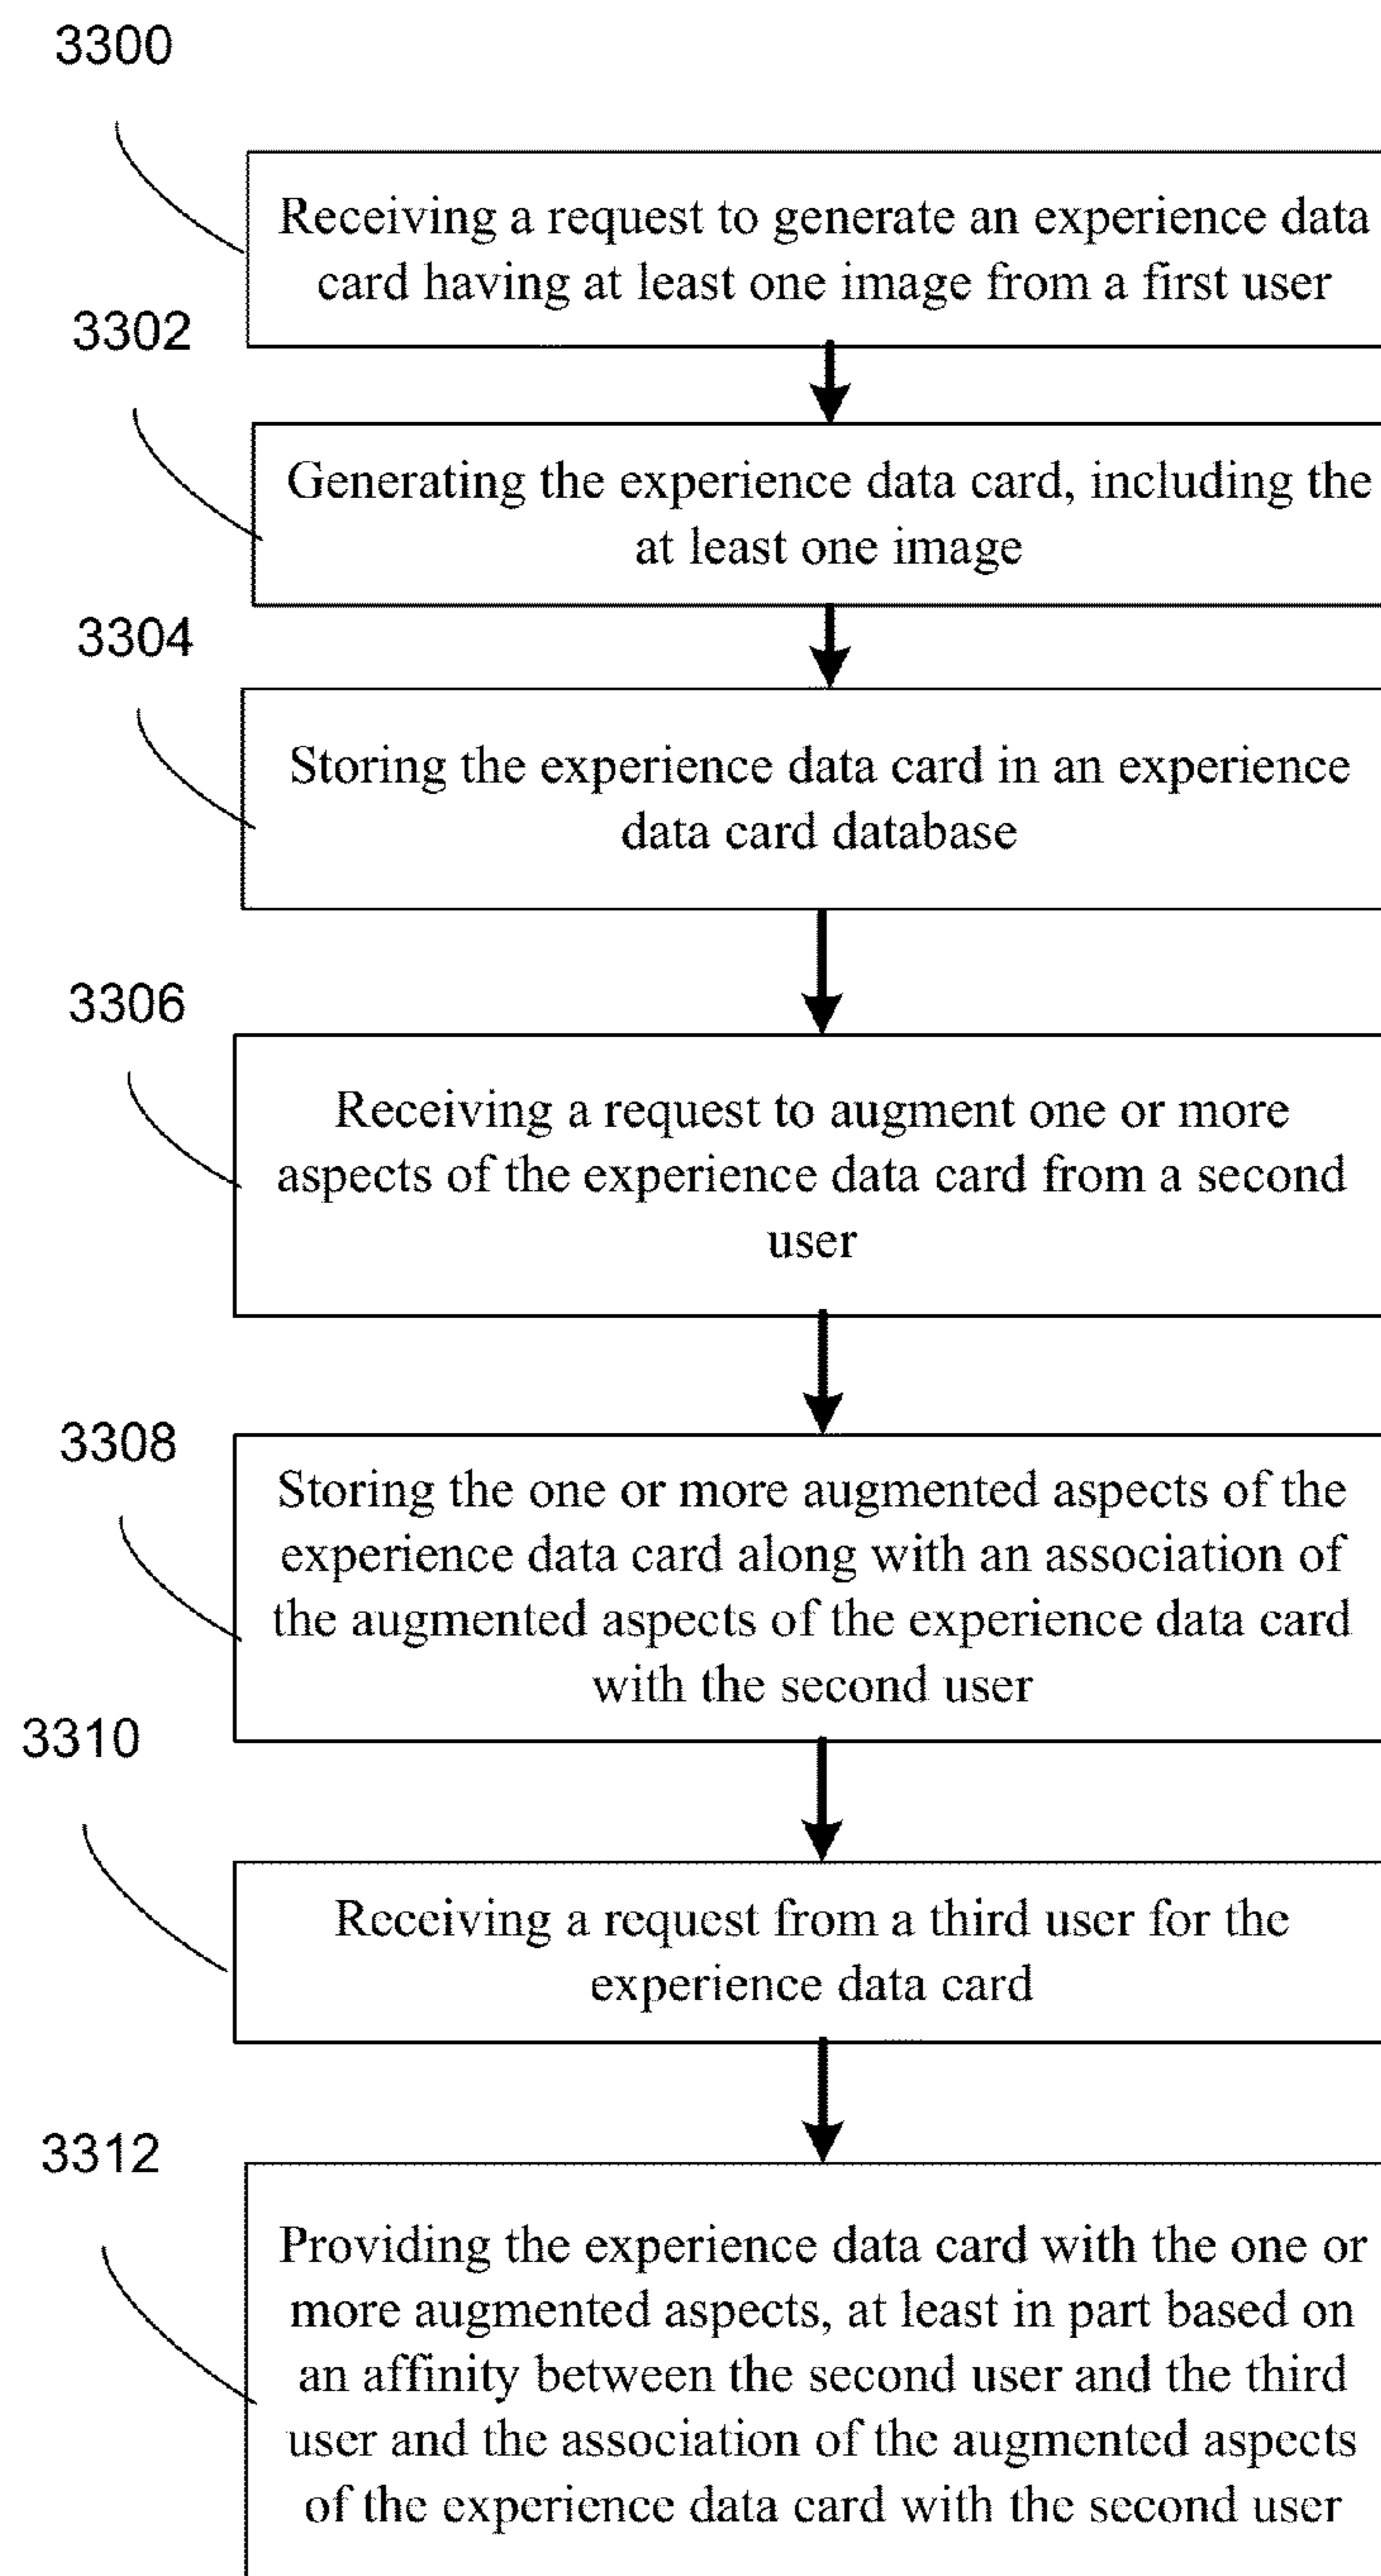 3300
Receiving a request to generate an experience data
card having at least one image from a first user
3302
Generating the experience data card, including the
at least one image
3304
Storing the experience data card in an experience
data card database
3306
Receiving a request to augment one or more
aspects of the experience data card from a second
user
3308
Storing the one or more augmented aspects of the
experience data card along with an association of
the augmented aspects of the experience data card
with the second user
3310
Receiving a request from a third user for the
experience data card
3312
Providing the experience data card with the one or
more augmented aspects, at least in part based on
an affinity between the second user and the third
user and the association of the augmented aspects
of the experience data card with the second user